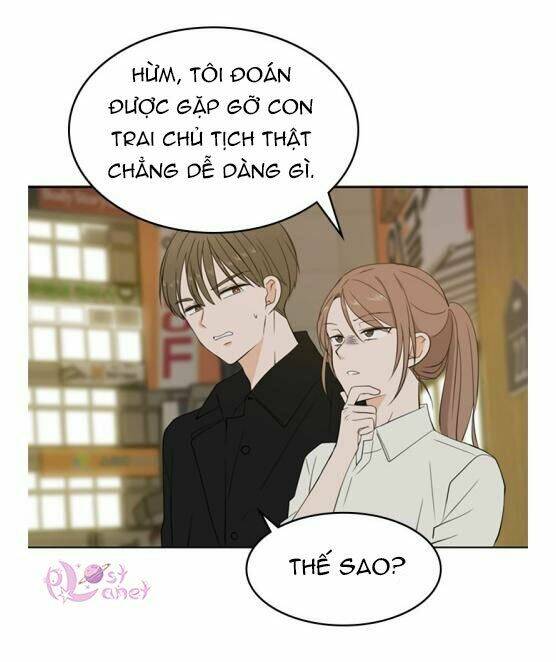 HỪM, TÔI ĐOÁN
ĐƯỢC GẶP GỠ CON
TRAI CHỦ TỊCH THẬT
CHẲNG DỄ DÀNG GÌ.
THẾ SAO?
Lost
Planet